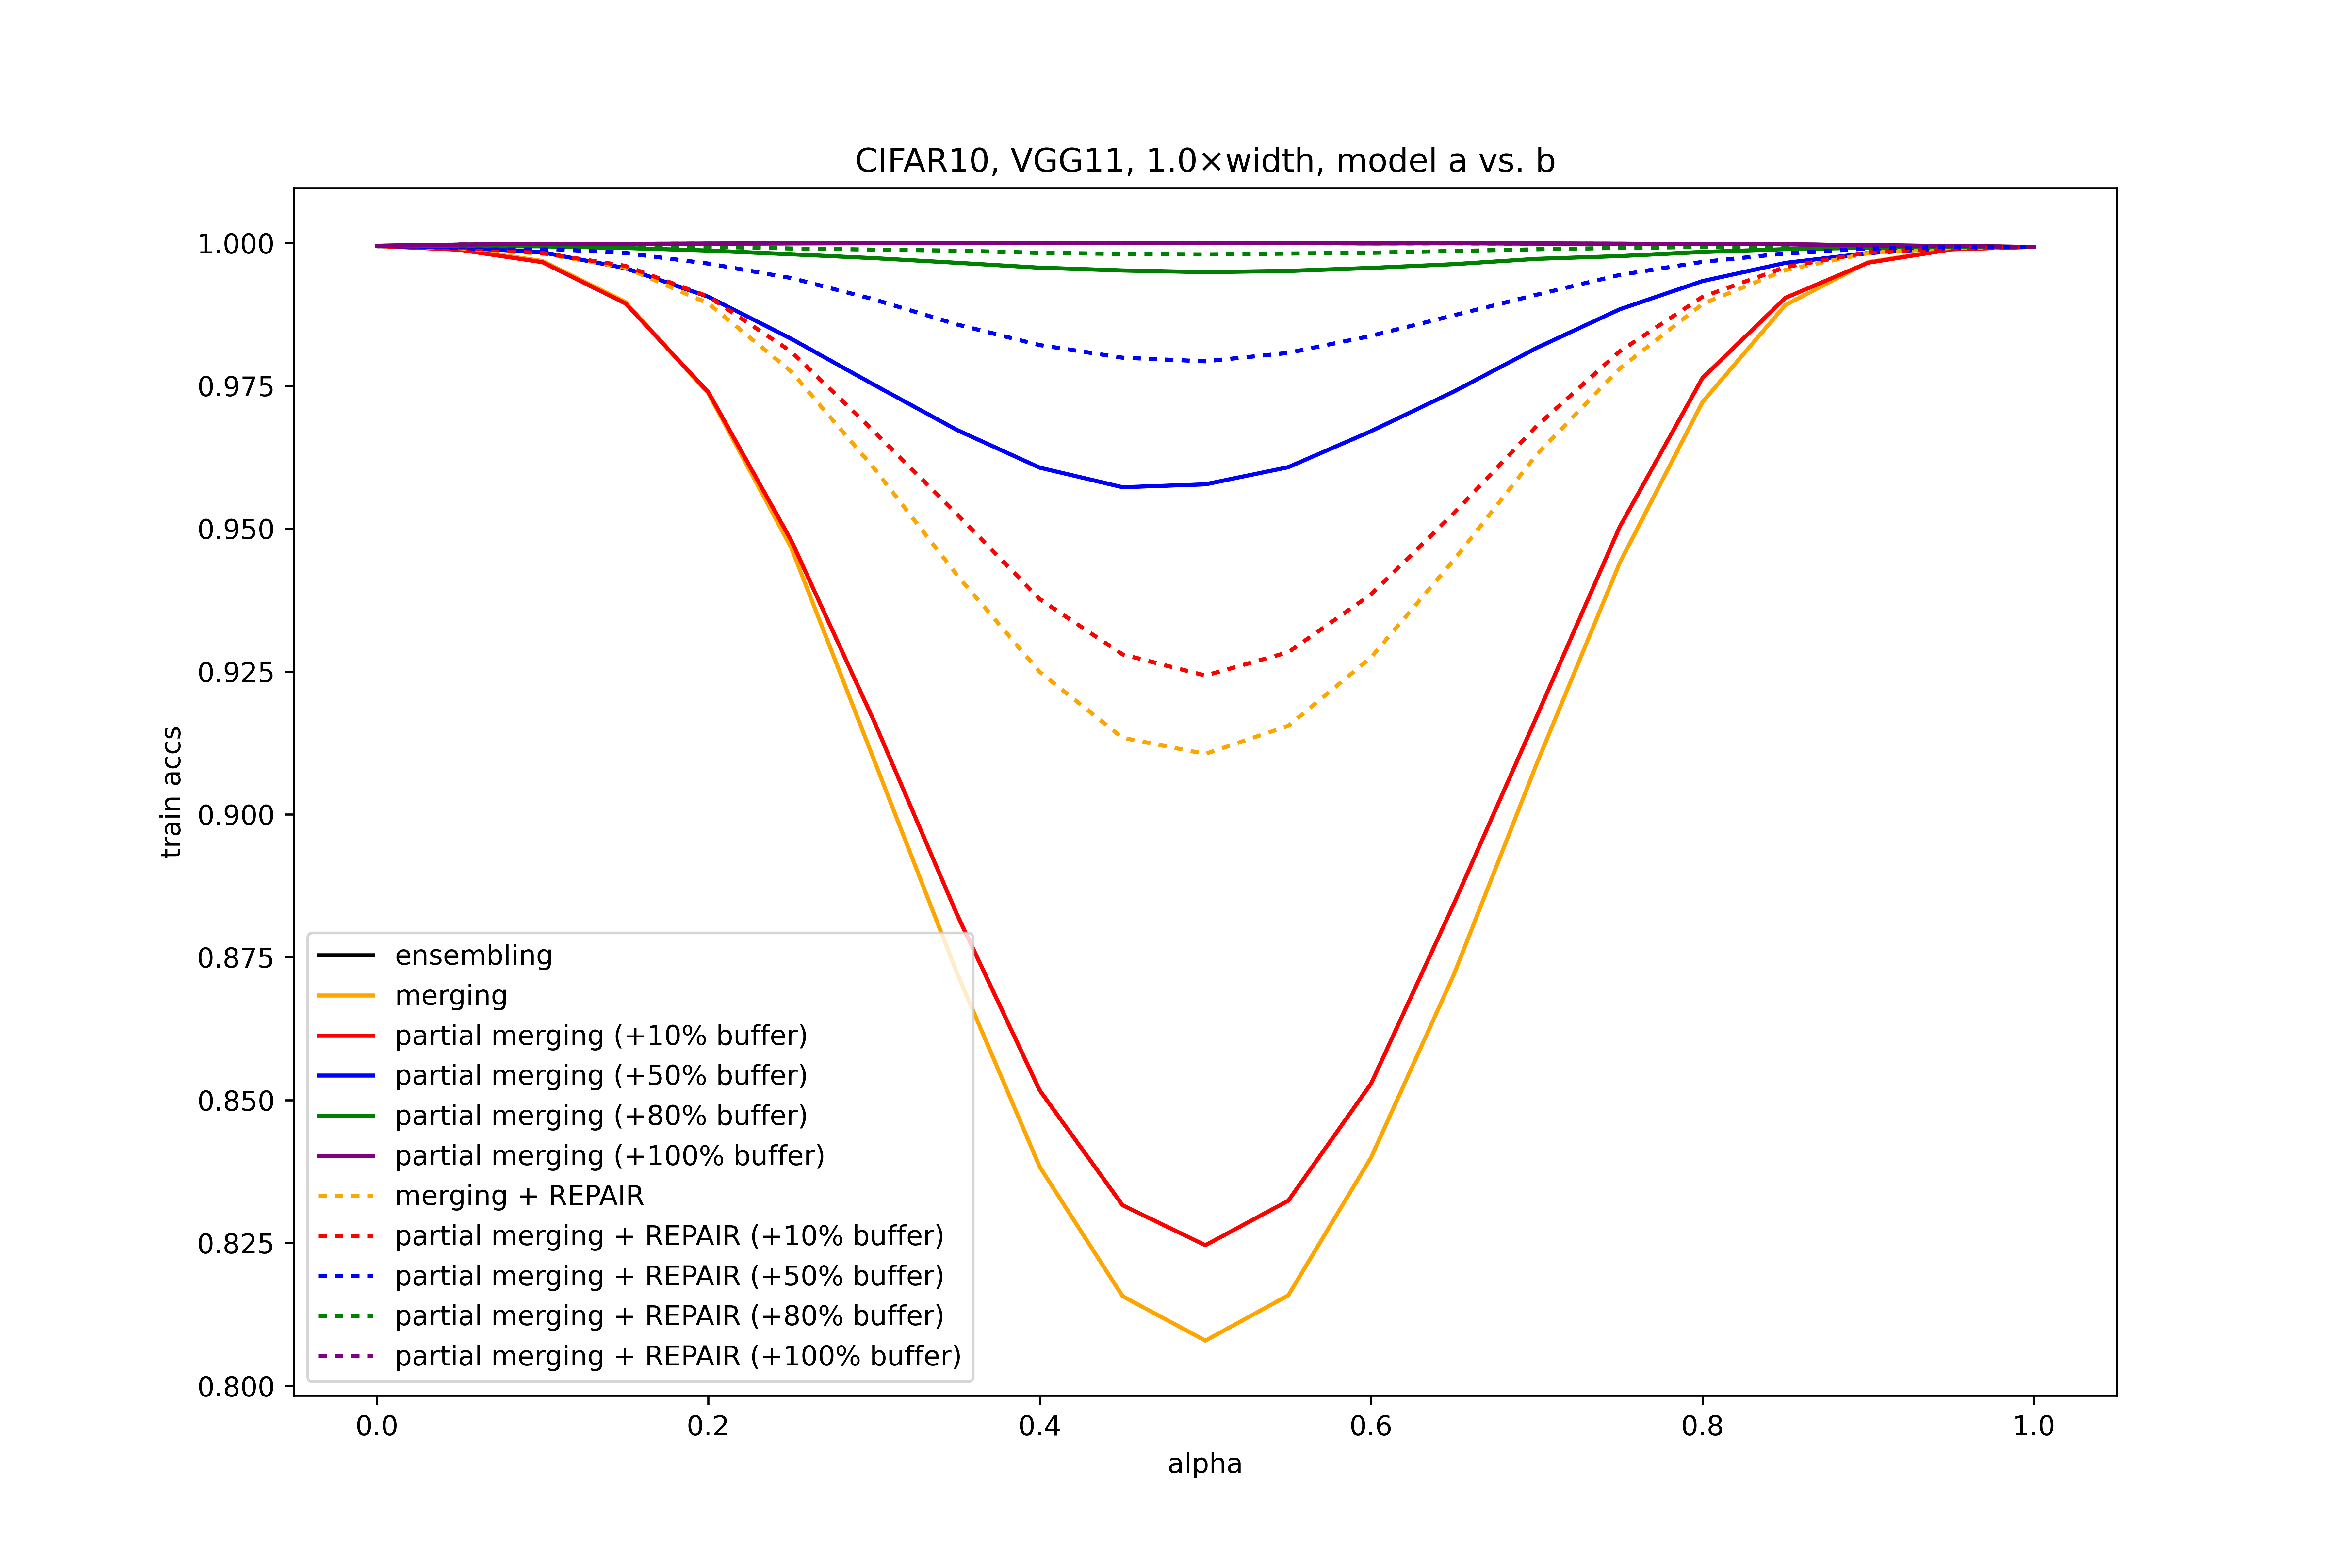 CIFAR10, VGG11, 1.0×width, model a vs. b
train accs
1.000
0.975
0.950
0.925
0.900
0.875
0.850
0.825
0.800
ensembling
merging
partial merging (+10% buffer)
partial merging (+50% buffer)
partial merging (+80% buffer)
partial merging (+100% buffer)
merging + REPAIR
partial merging + REPAIR (+10% buffer)
partial merging + REPAIR (+50% buffer)
partial merging + REPAIR (+80% buffer)
partial merging + REPAIR (+100% buffer)
0.0 0.2 0.4 0.6 0.8 1.0
alpha